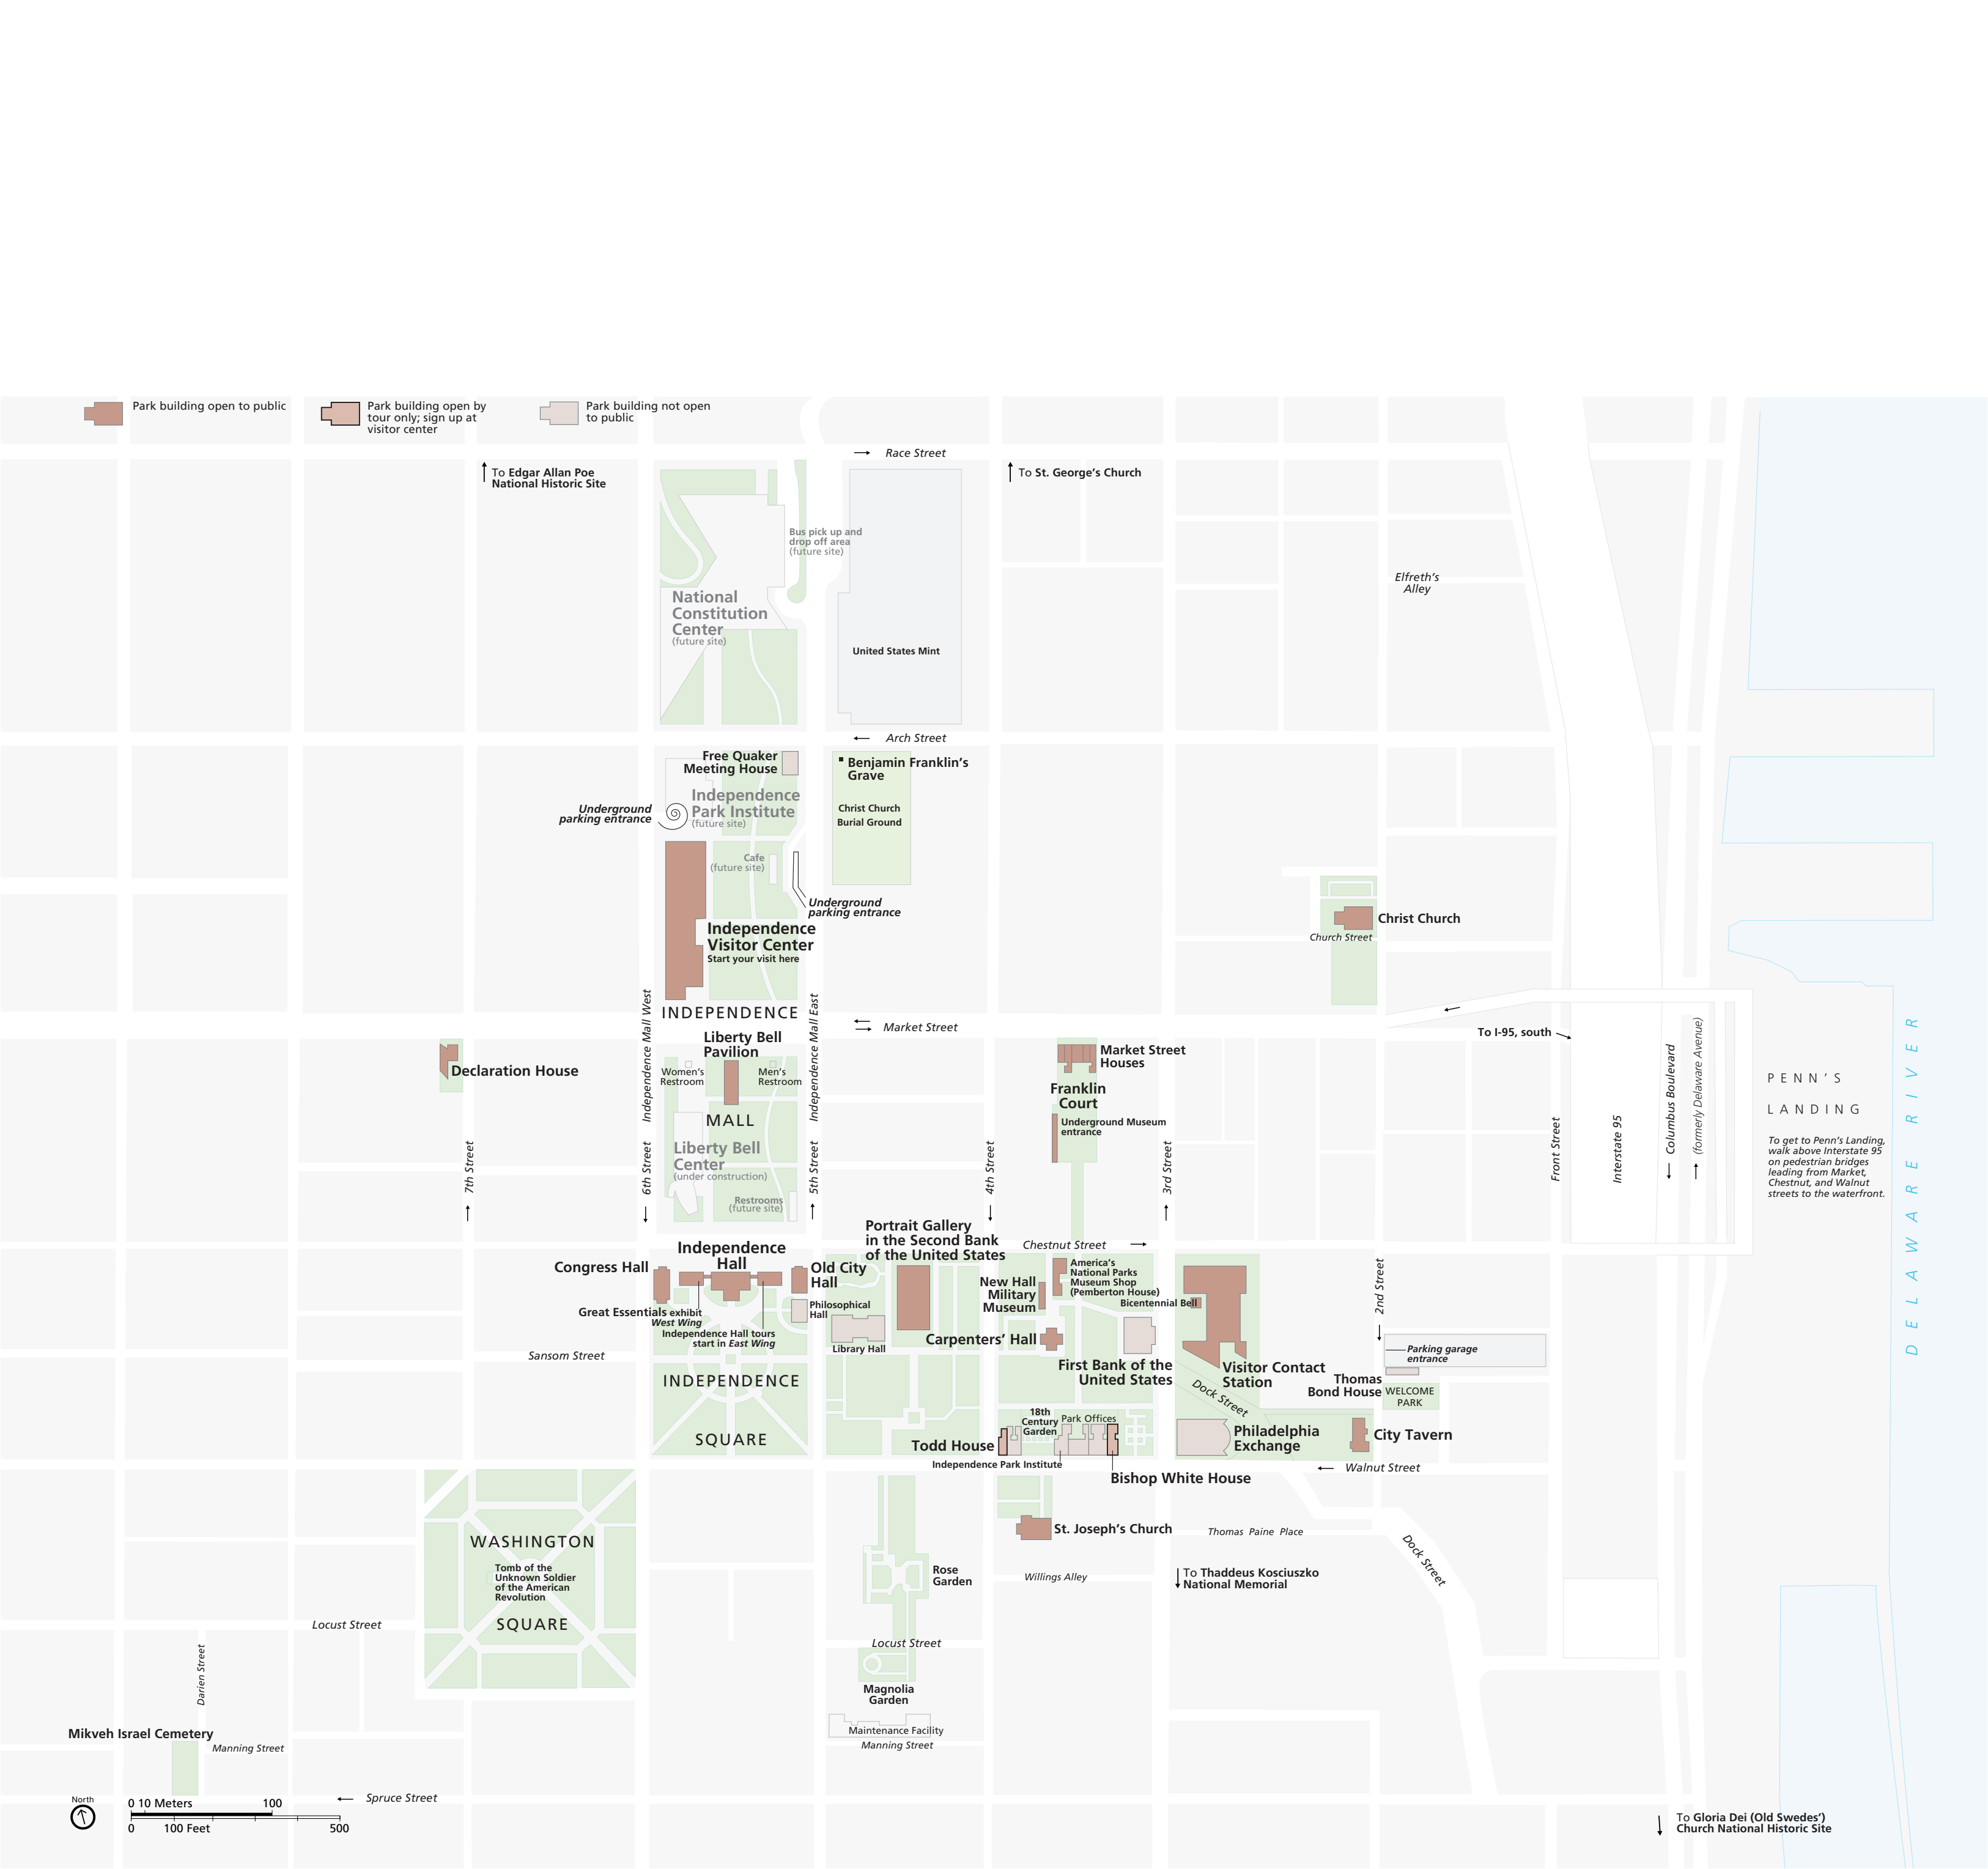 Park building open to public
Park building open by
tour only; sign up at
visitor center
Park building not open
to public
Race Street
To Edgar Allan Poe
National Historic Site
To St. George's Church
Bus pick up and
drop off area
(future site)
Elfreth's
Alley
National
Constitution
Center
(future site)
United States Mint
Arch Street
Free Quaker
Meeting House
Benjamin Franklin's
Grave
Independence
Park Institute
(future site)
Underground
parking entrance
Christ Church
Burial Ground
Cafe
(future site)
Underground
parking entrance
Independence
Visitor Center
Start your visit here
Christ Church
Church Street
INDEPENDENCE
Market Street
Independence Mall West
Independence Mall East
To I-95, south
Liberty Bell
Pavilion
Women's
Restroom
Men's
Restroom
Declaration House
Market Street
Houses
Franklin
Court
Underground Museum
entrance
MALL
Liberty Bell
Center
(under construction)
Restrooms
(future site)
7th Street
6th Street
5th Street
4th Street
3rd Street
Front Street
Interstate 95
Columbus Boulevard
(formerly Delaware Avenue)
PENN'S
LANDING
To get to Penn's Landing,
walk above Interstate 95
on pedestrian bridges
leading from Market,
Chestnut, and Walnut
streets to the waterfront.
DELAWARE RIVER
Portrait Gallery
in the Second Bank
of the United States
Chestnut Street
Independence
Hall
Congress Hall
Old City
Hall
Great Essentials exhibit
West Wing
Independence Hall tours
start in East Wing
Philosophical
Hall
Library Hall
New Hall
Military
Museum
America's
National Parks
Museum Shop
(Pemberton House)
Bicentennial Bell
Carpenters' Hall
First Bank of the
United States
Visitor Contact
Station
2nd Street
Parking garage
entrance
Thomas
Bond House
WELCOME
PARK
Sansom Street
INDEPENDENCE
SQUARE
Dock Street
18th
Century
Garden
Park Offices
Todd House
Independence Park Institute
Bishop White House
Philadelphia
Exchange
City Tavern
Walnut Street
WASHINGTON
Tomb of the
Unknown Soldier
of the American
Revolution
SQUARE
St. Joseph's Church
Thomas Paine Place
Dock Street
Rose
Garden
Willings Alley
To Thaddeus Kosciuszko
National Memorial
Locust Street
Locust Street
Darien Street
Magnolia
Garden
Maintenance Facility
Manning Street
Mikveh Israel Cemetery
Manning Street
Spruce Street
North
0 10 Meters 100
0 100 Feet 500
To Gloria Dei (Old Swedes')
Church National Historic Site